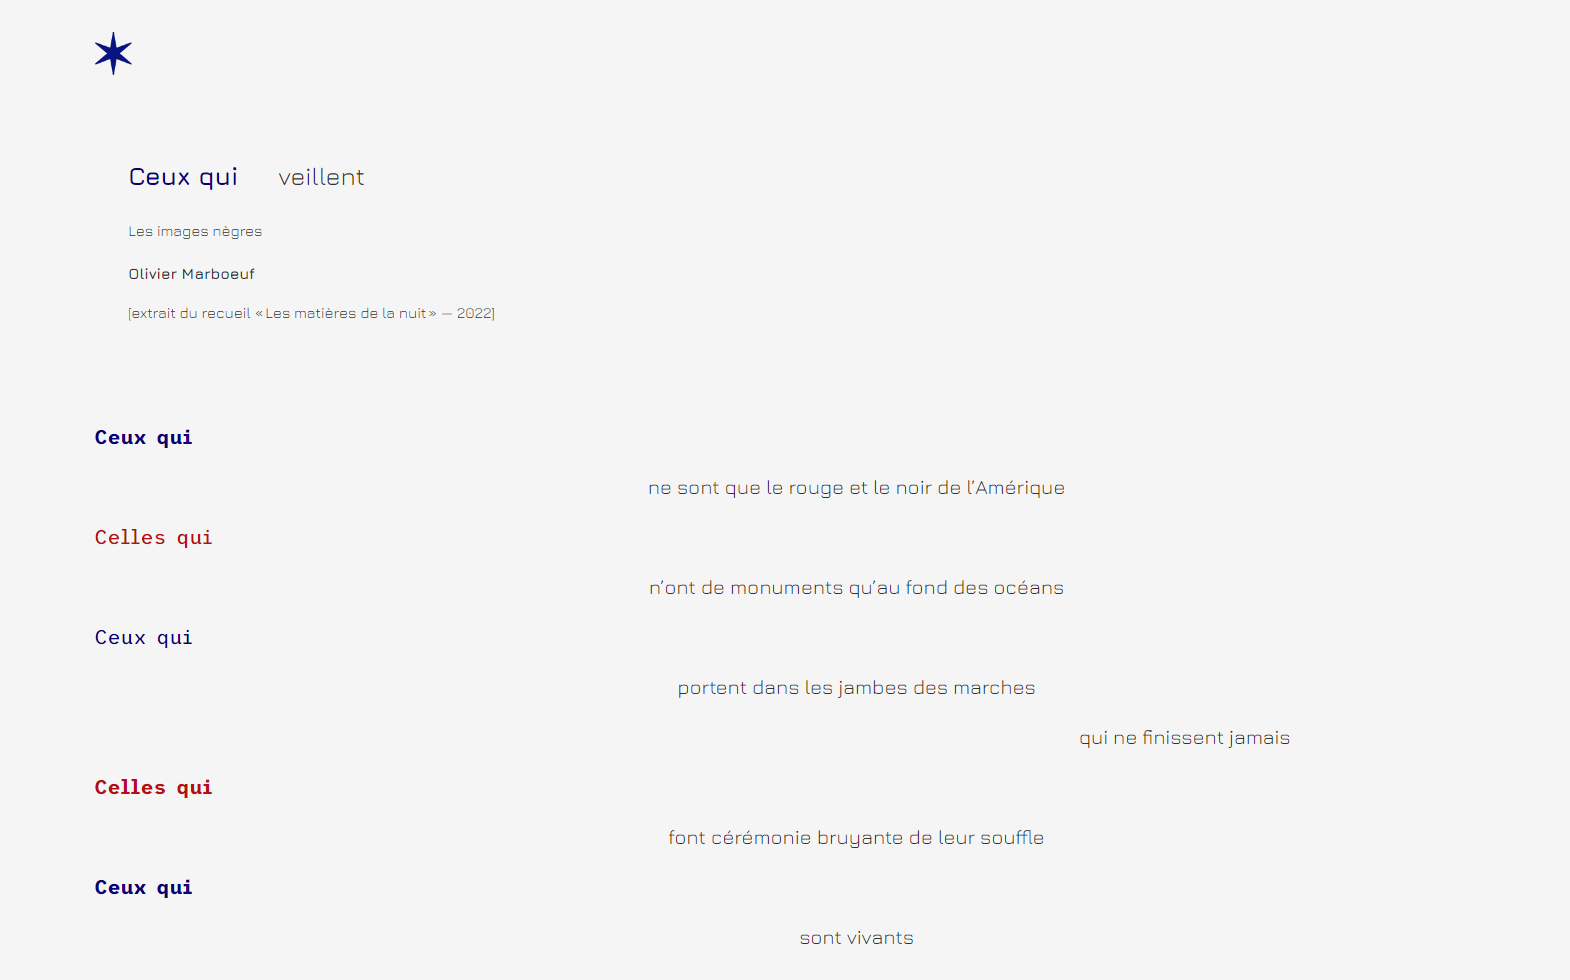 Ceux qui veillent
Les images nègres
Olivier Marboeuf
[extrait du recueil « Les matières de la nuit » — 2022]
Ceux qui
ne sont que le rouge et le noir de l’Amérique
Celles qui
n’ont de monuments qu’au fond des océans
Ceux qui
portent dans les jambes des marches
qui ne finissent jamais
Celles qui
font cérémonie bruyante de leur souffle
Ceux qui
sont vivants